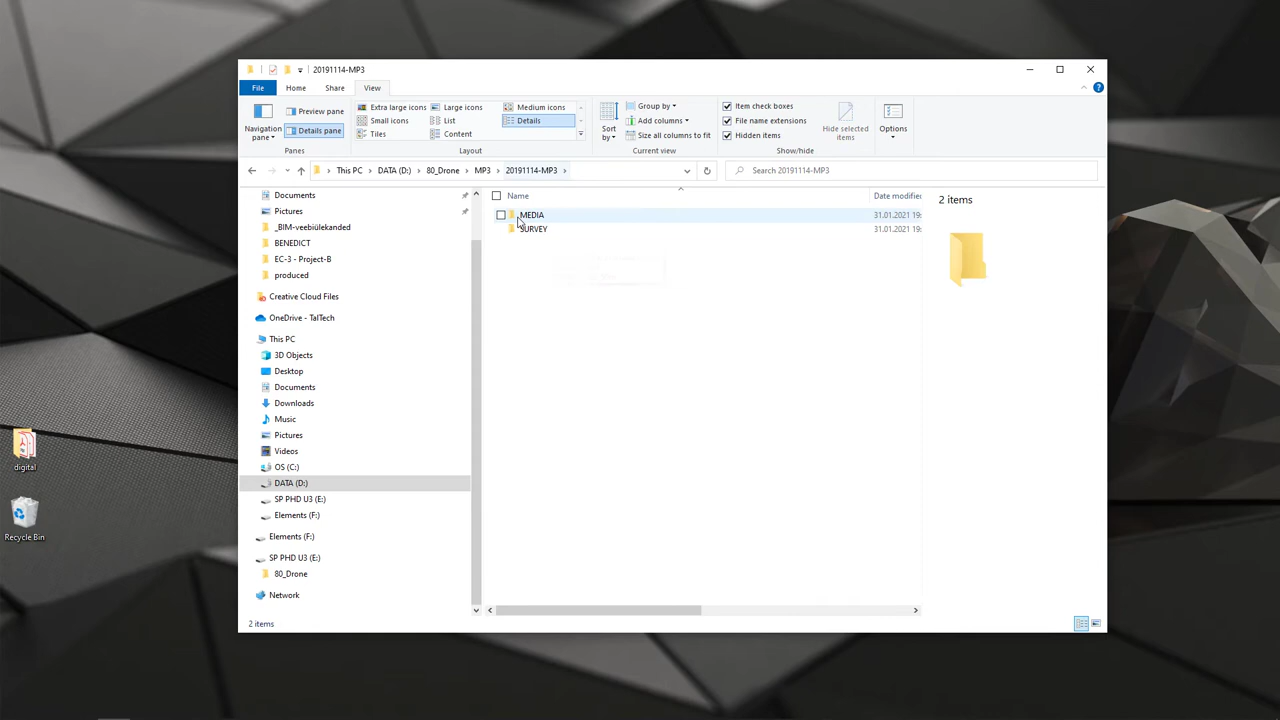 20191114-MP3
File Home Share View
Navigation pane
Preview pane
Details pane
Panes
Extra large icons Large icons Medium icons
Small icons List Details
Tiles Content
Layout
Sort by
Group by
Add columns
Size all columns to fit
Current view
Item check boxes
File name extensions
Hidden items
Hide selected items
Show/hide
Options
This PC DATA (D:) 80_Drone MP3 20191114-MP3
Search 20191114-MP3
Documents
Pictures
_BIM-veebiülekanded
BENEDICT
EC-3 - Project-B
produced
Creative Cloud Files
OneDrive - TalTech
This PC
3D Objects
Desktop
Documents
Downloads
Music
Pictures
Videos
OS (C:)
DATA (D:)
SP PHD U3 (E:)
Elements (F:)
Elements (F:)
SP PHD U3 (E:)
80_Drone
Network
Name Date modified
MEDIA 31.01.2021 19:
SURVEY 31.01.2021 19:
2 items
2 items
digital
Recycle Bin